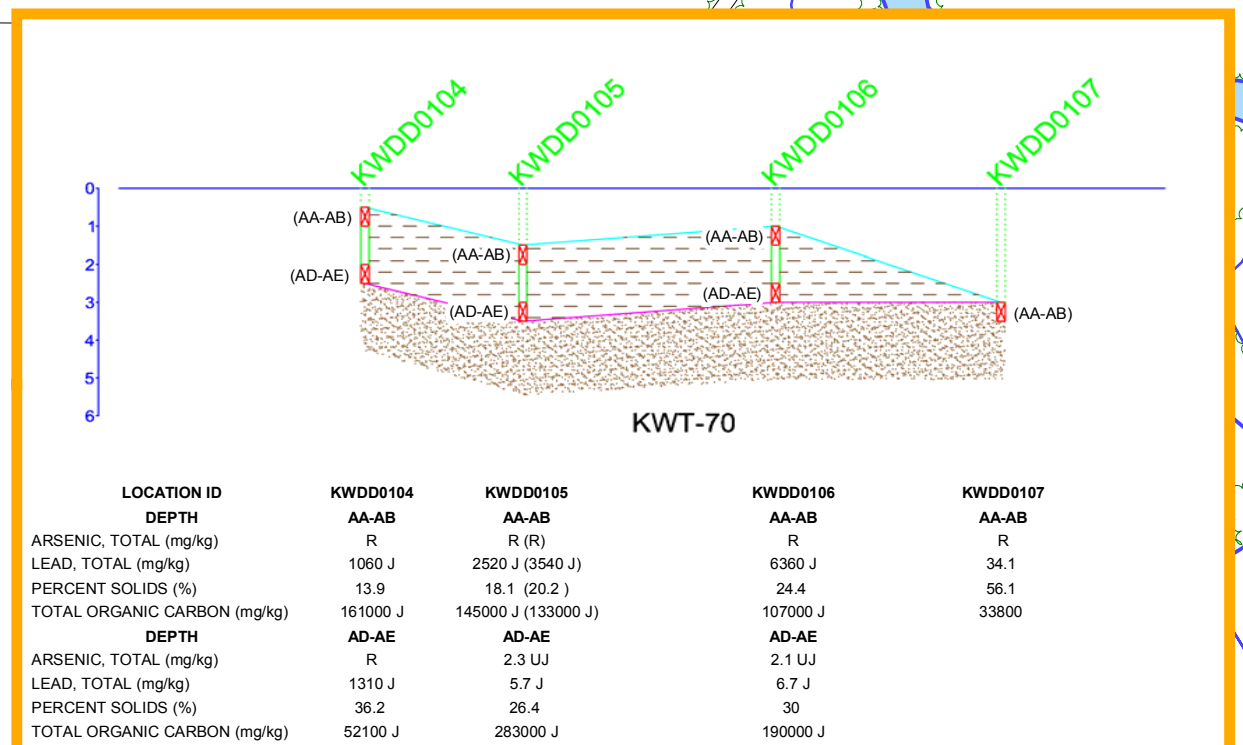 KWDD0104 KWDD0105 KWDD0106 KWDD0107
0
(AA-AB)
1
(AA-AB) (AA-AB)
2
(AD-AE)
(AD-AE)
3
(AD-AE) (AA-AB)
4
5
6
KWT-70
LOCATION ID KWDD0104 KWDD0105 KWDD0106 KWDD0107
DEPTH AA-AB AA-AB AA-AB AA-AB
ARSENIC, TOTAL (mg/kg) R R (R) R R
LEAD, TOTAL (mg/kg) 1060 J 2520 J (3540 J) 6360 J 34.1
PERCENT SOLIDS (%) 13.9 18.1 (20.2 ) 24.4 56.1
TOTAL ORGANIC CARBON (mg/kg) 161000 J 145000 J (133000 J) 107000 J 33800
DEPTH AD-AE AD-AE AD-AE
ARSENIC, TOTAL (mg/kg) R 2.3 UJ 2.1 UJ
LEAD, TOTAL (mg/kg) 1310 J 5.7 J 6.7 J
PERCENT SOLIDS (%) 36.2 26.4 30
TOTAL ORGANIC CARBON (mg/kg) 52100 J 283000 J 190000 J